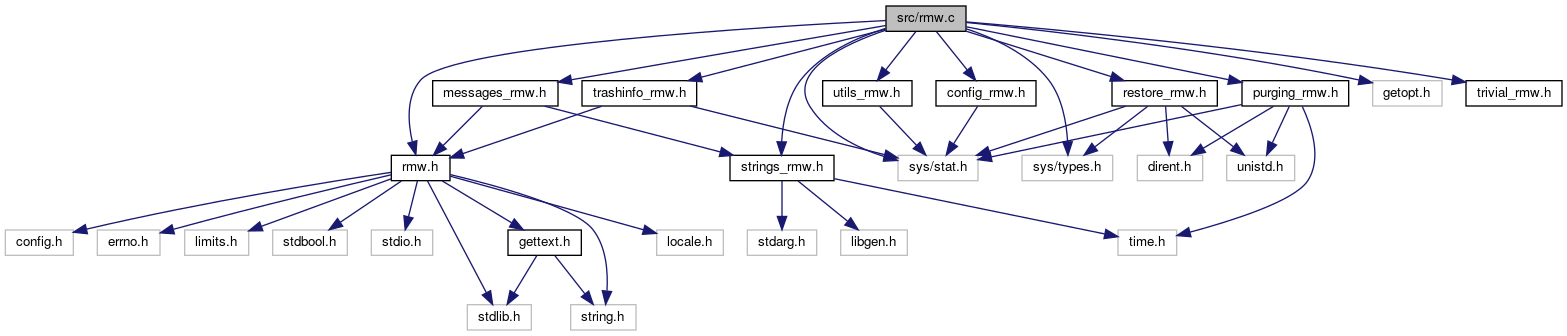 src/rmw.c
messages_rmw.h
trashinfo_rmw.h
utils_rmw.h
config_rmw.h
restore_rmw.h
purging_rmw.h
getopt.h
trivial_rmw.h
rmw.h
strings_rmw.h
sys/stat.h
sys/types.h
dirent.h
unistd.h
config.h
errno.h
limits.h
stdbool.h
stdio.h
gettext.h
locale.h
stdarg.h
libgen.h
time.h
stdlib.h
string.h